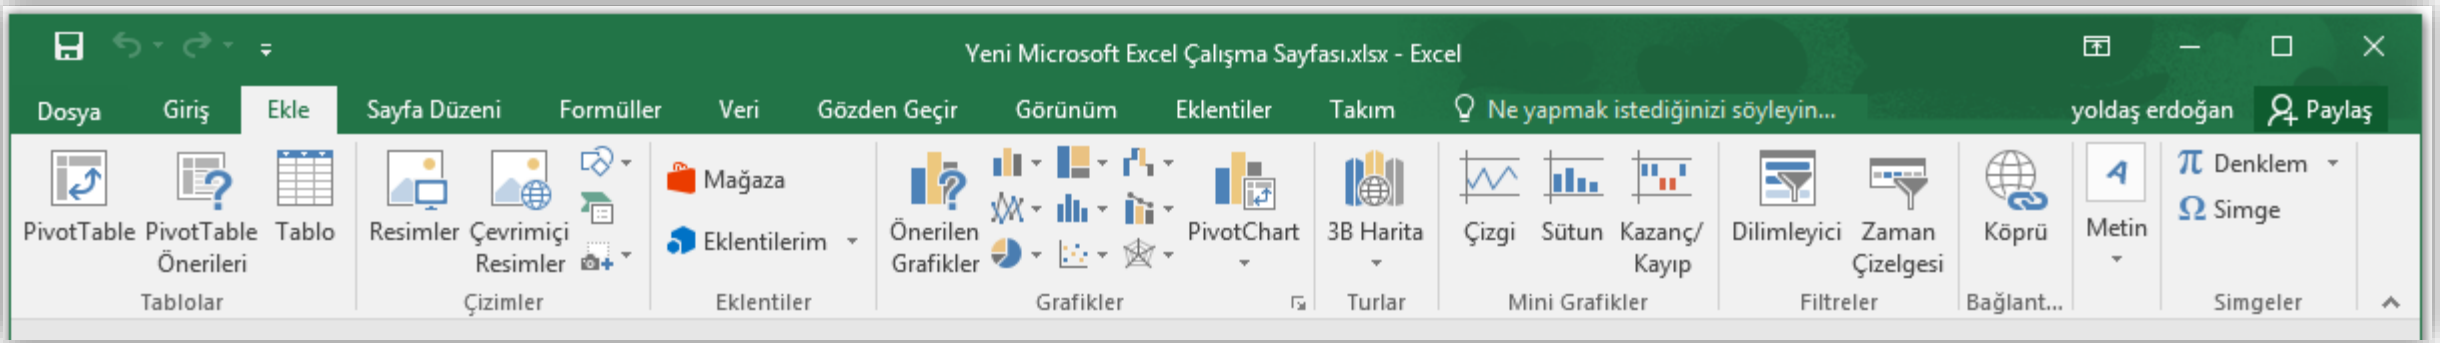 Yeni Microsoft Excel Çalışma Sayfası.xlsx - Excel
Dosya Giriş Ekle Sayfa Düzeni Formüller Veri Gözden Geçir Görünüm Eklentiler Takım Ne yapmak istediğinizi söyleyin... yoldaş erdoğan Paylaş
PivotTable
PivotTable
Önerileri
Tablo
Tablolar
Resimler
Çevrimiçi
Resimler
Çizimler
Mağaza
Eklentilerim
Eklentiler
Önerilen
Grafikler
PivotChart
Grafikler
3B Harita
Turlar
Çizgi
Sütun
Kazanç/
Kayıp
Mini Grafikler
Dilimleyici
Zaman
Çizelgesi
Filtreler
Köprü
Bağlant...
A
Metin
π Denklem
Ω Simge
Simgeler